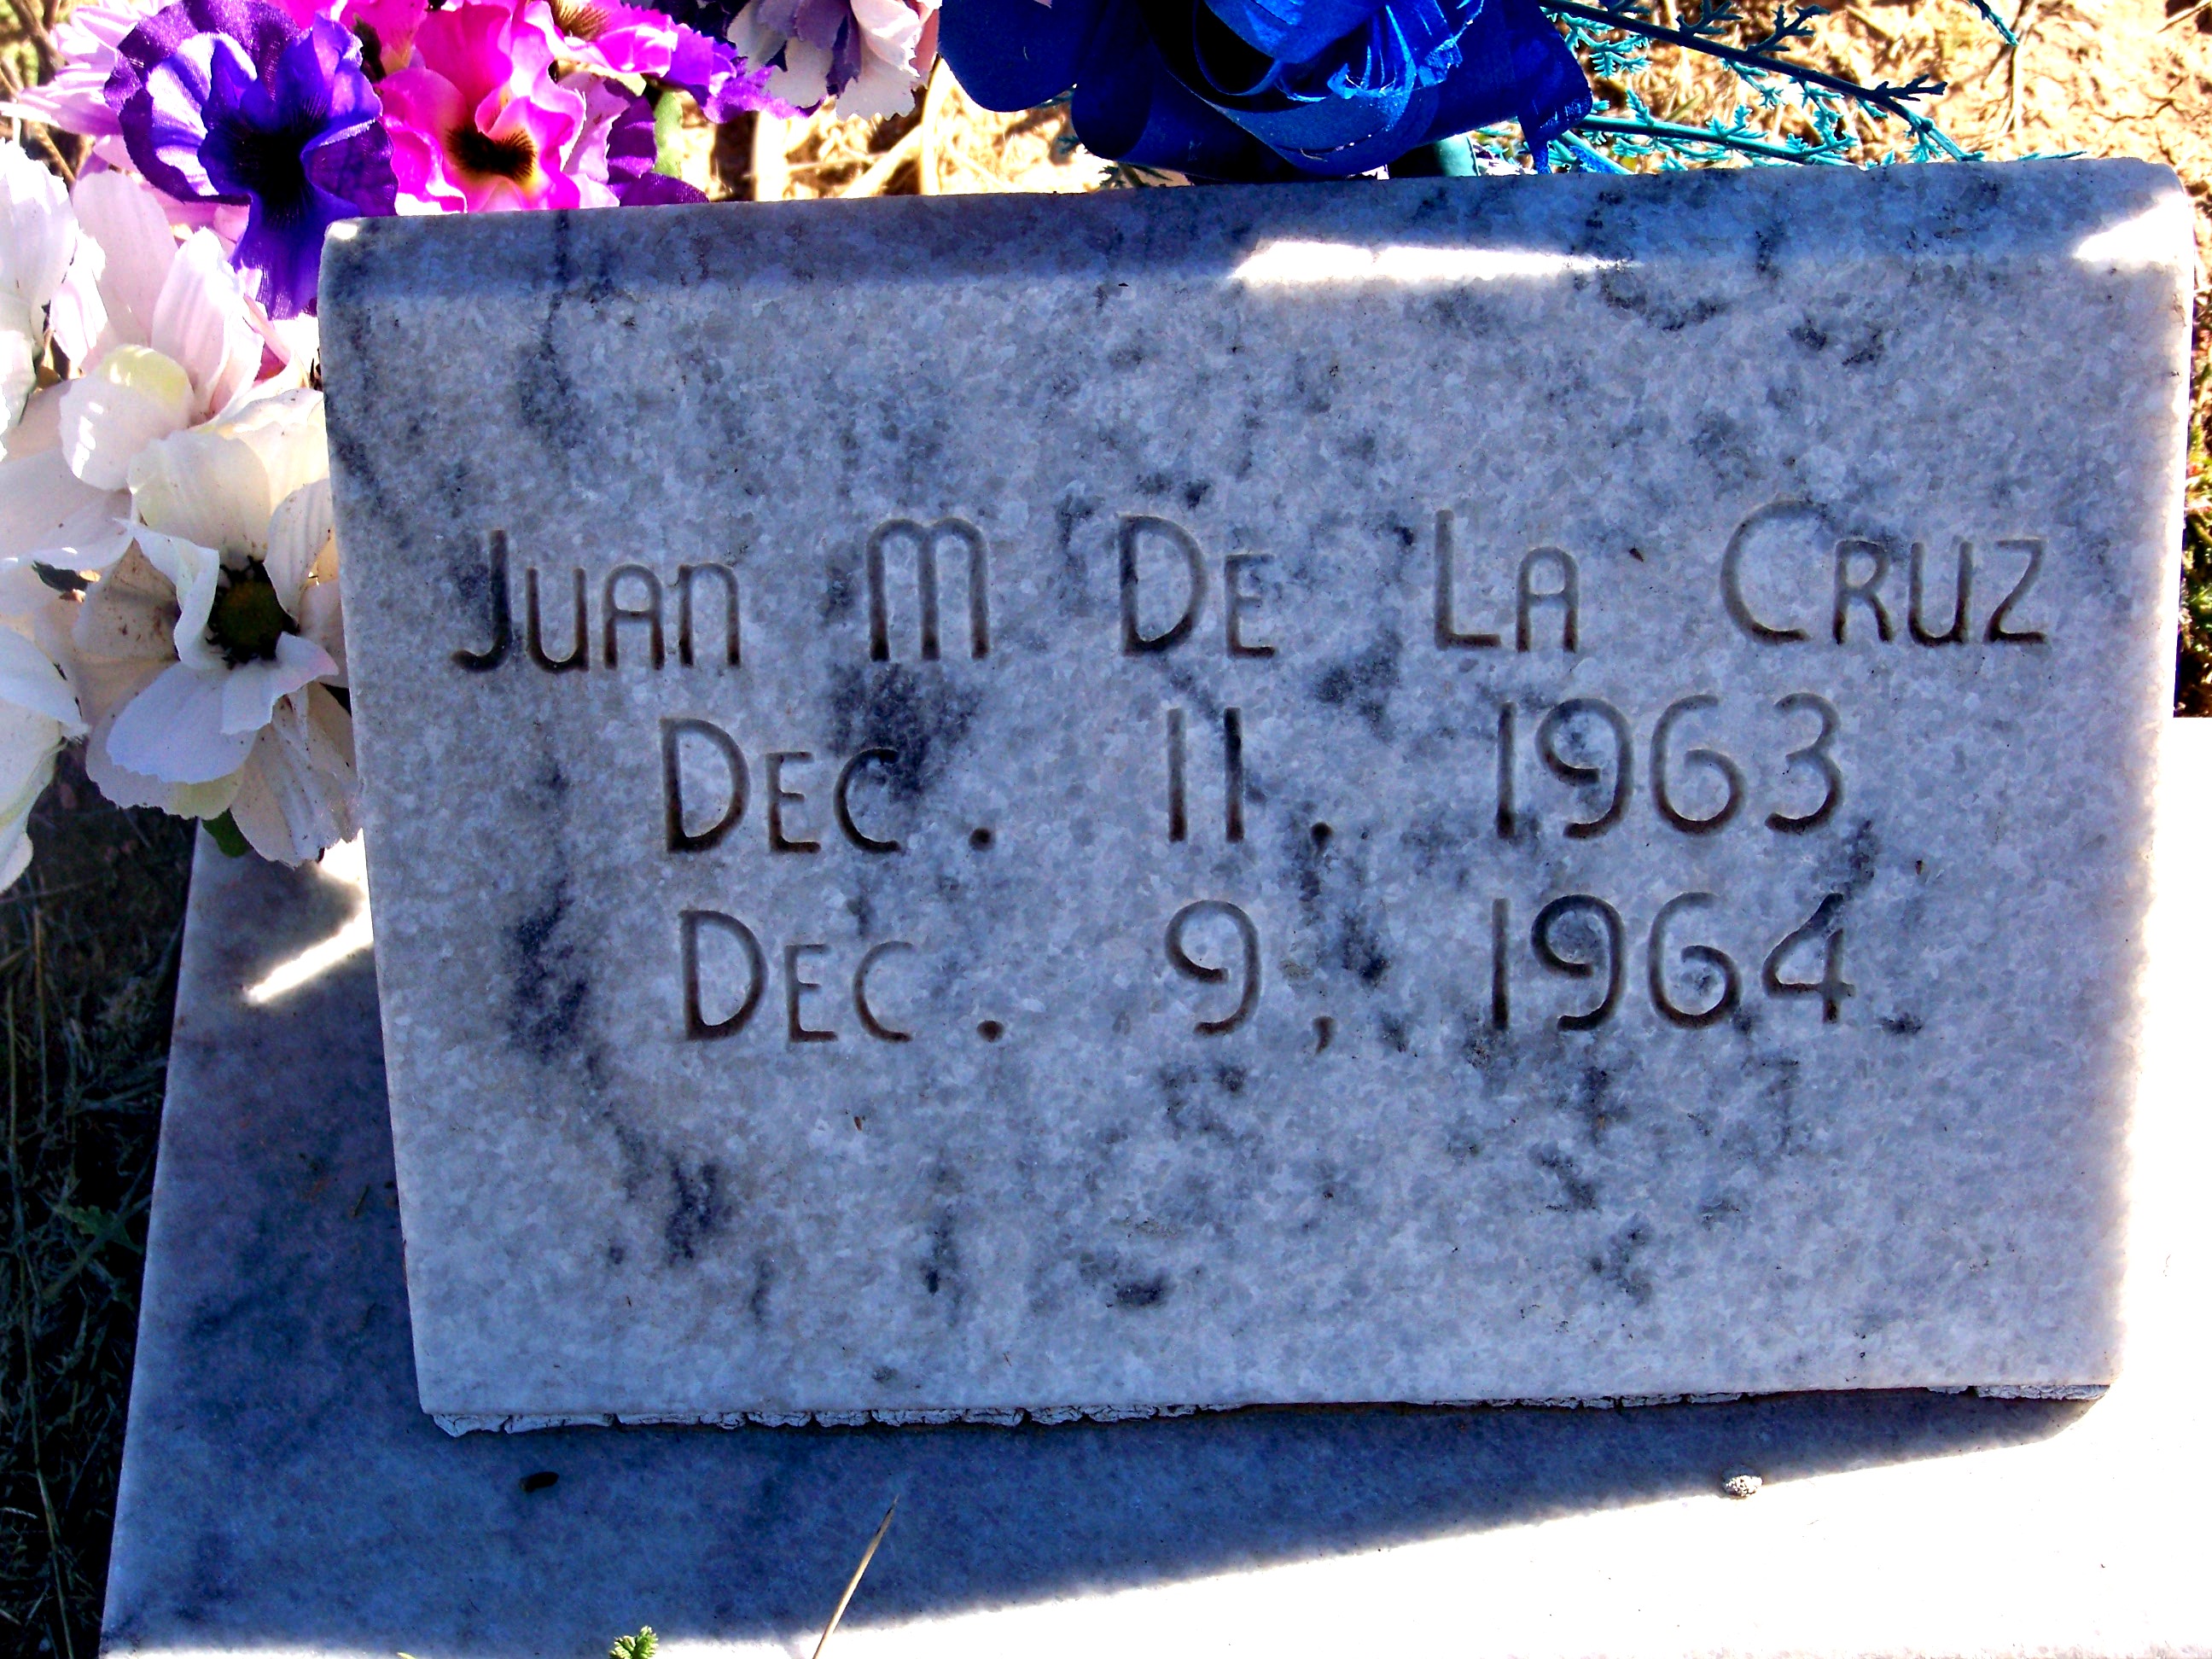 Juan M De La Cruz
Dec. 11, 1963
Dec. 9, 1964